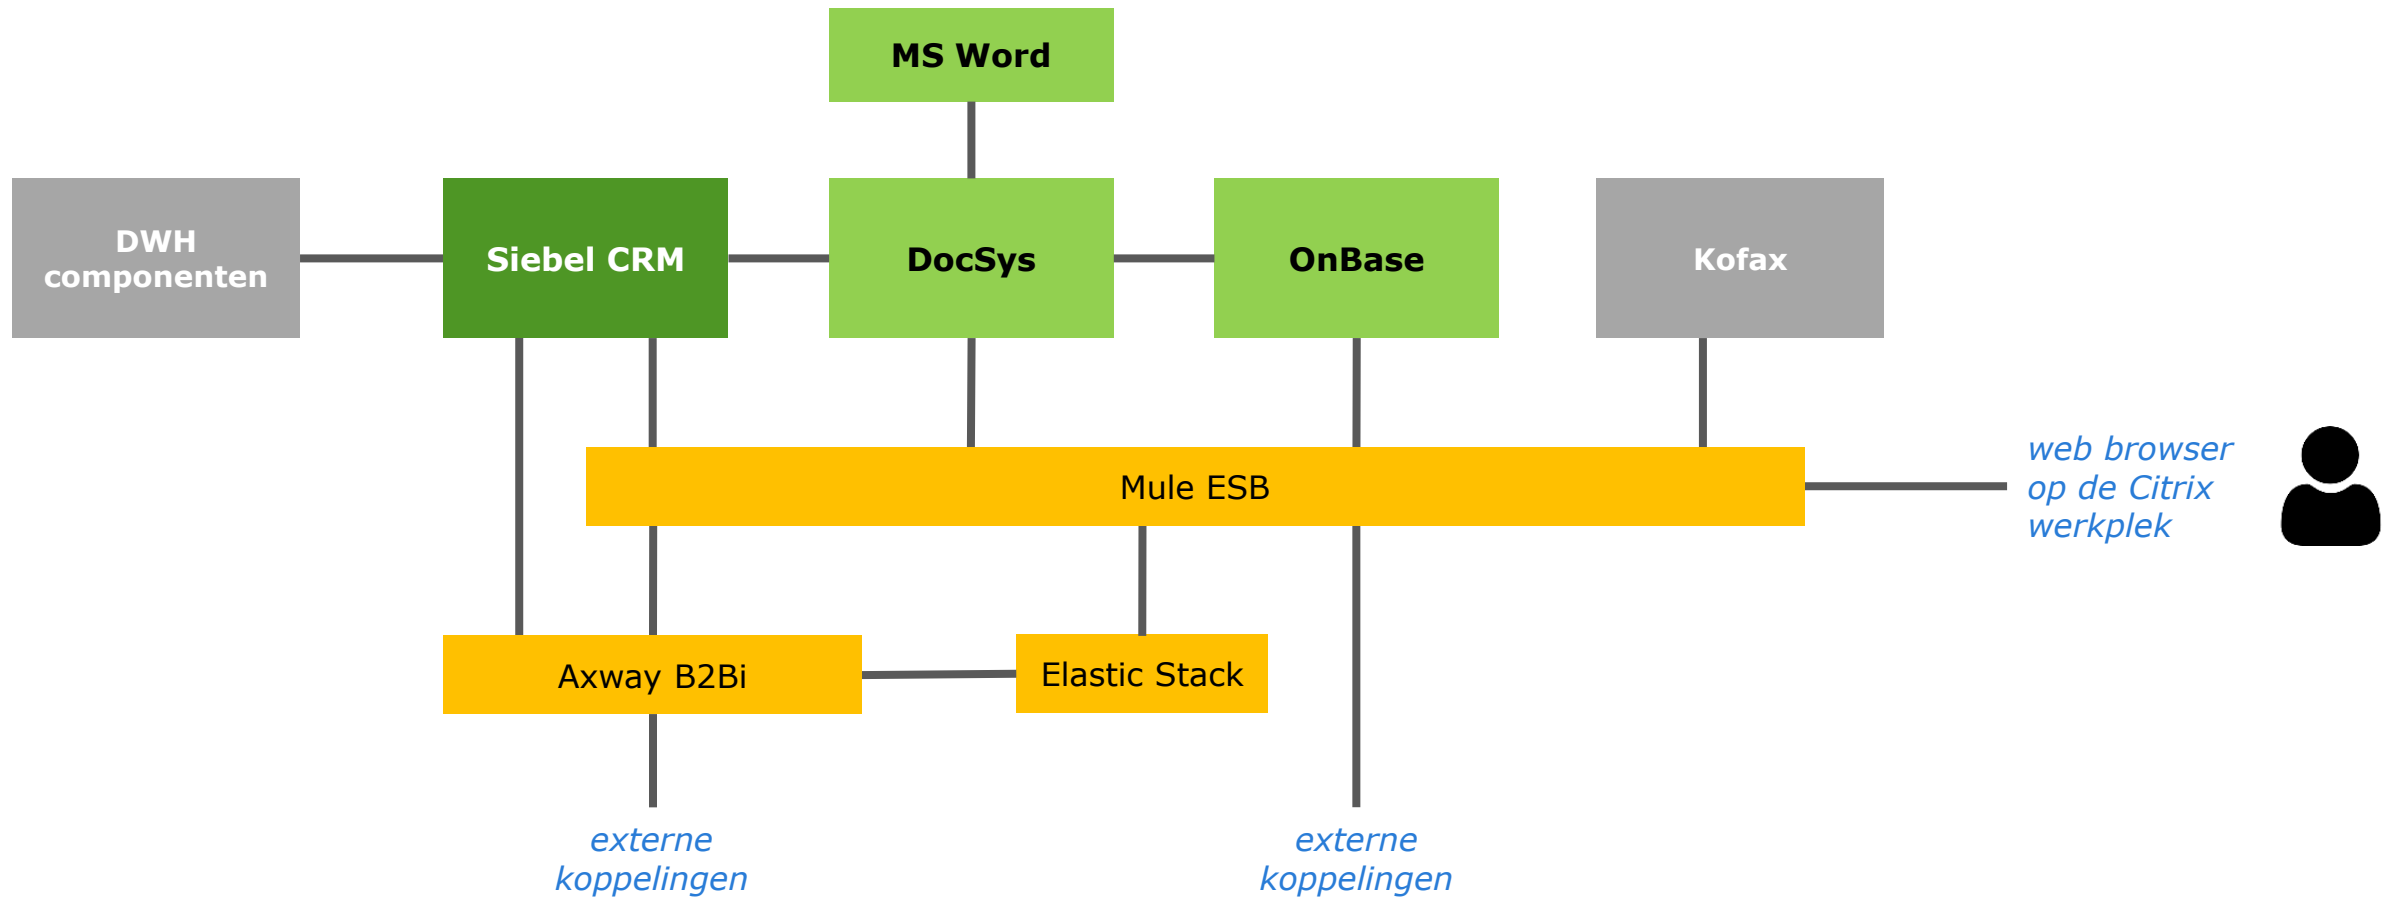 MS Word
DWH
componenten
Siebel CRM
DocSys
OnBase
Kofax
web browser
op de Citrix
werkplek
Mule ESB
Axway B2Bi
Elastic Stack
externe
koppelingen
externe
koppelingen